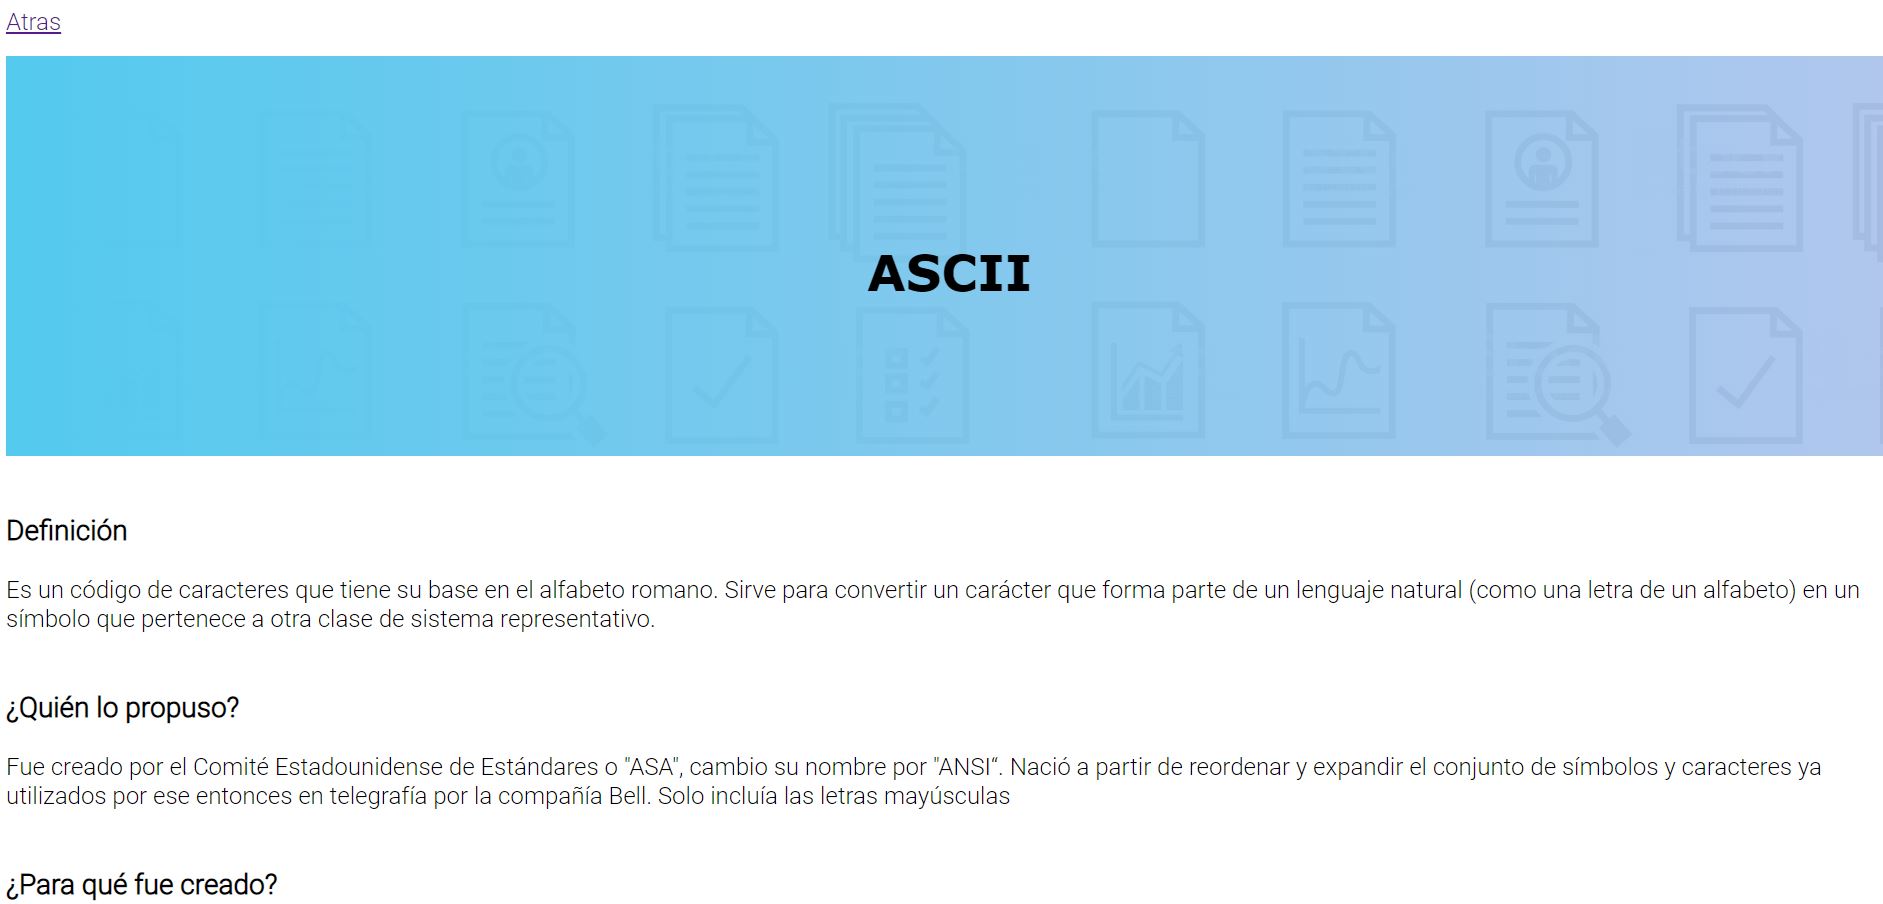 Atras
ASCII
Definición
Es un código de caracteres que tiene su base en el alfabeto romano. Sirve para convertir un carácter que forma parte de un lenguaje natural (como una letra de un alfabeto) en un
símbolo que pertenece a otra clase de sistema representativo.
¿Quién lo propuso?
Fue creado por el Comité Estadounidense de Estándares o "ASA", cambio su nombre por "ANSI“. Nació a partir de reordenar y expandir el conjunto de símbolos y caracteres ya
utilizados por ese entonces en telegrafía por la compañía Bell. Solo incluía las letras mayúsculas
¿Para qué fue creado?